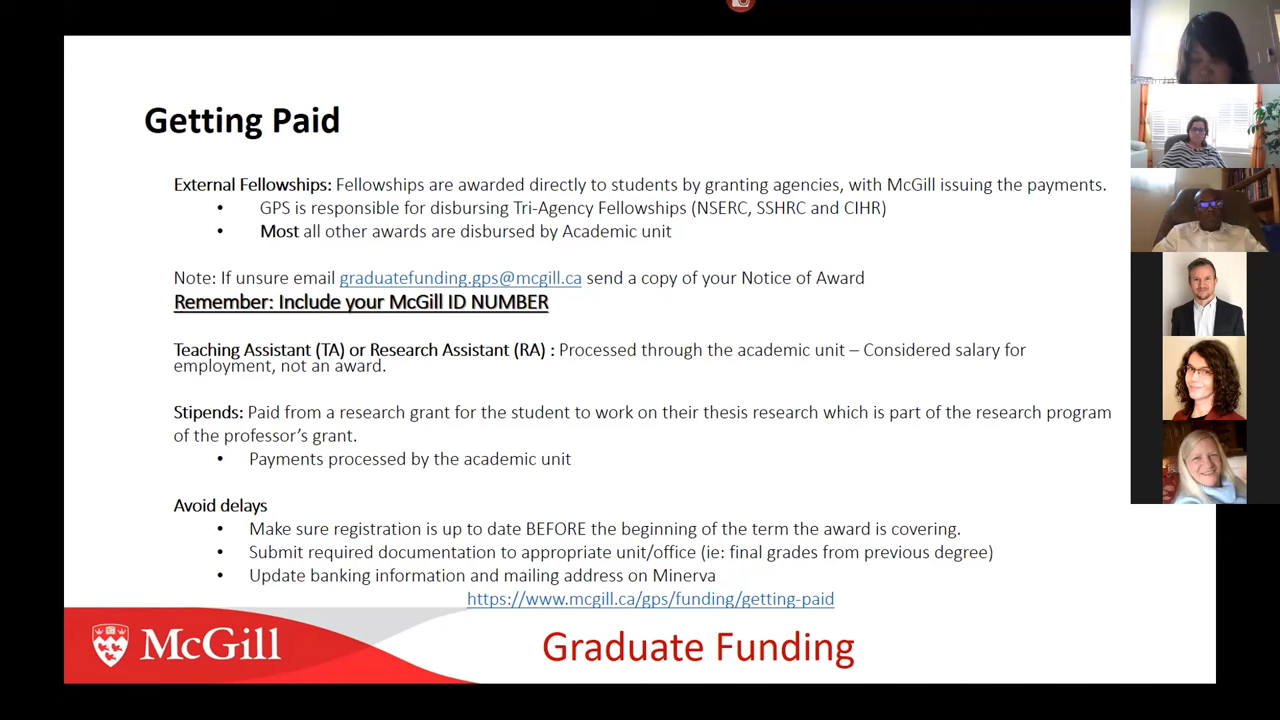 Getting Paid
External Fellowships: Fellowships are awarded directly to students by granting agencies, with McGill issuing the payments.
• GPS is responsible for disbursing Tri-Agency Fellowships (NSERC, SSHRC and CIHR)
• Most all other awards are disbursed by Academic unit
Note: If unsure email graduatefunding.gps@mcgill.ca send a copy of your Notice of Award
Remember: Include your McGill ID NUMBER
Teaching Assistant (TA) or Research Assistant (RA) : Processed through the academic unit – Considered salary for
employment, not an award.
Stipends: Paid from a research grant for the student to work on their thesis research which is part of the research program
of the professor's grant.
• Payments processed by the academic unit
Avoid delays
• Make sure registration is up to date BEFORE the beginning of the term the award is covering.
• Submit required documentation to appropriate unit/office (ie: final grades from previous degree)
• Update banking information and mailing address on Minerva
https://www.mcgill.ca/gps/funding/getting-paid
McGill
Graduate Funding